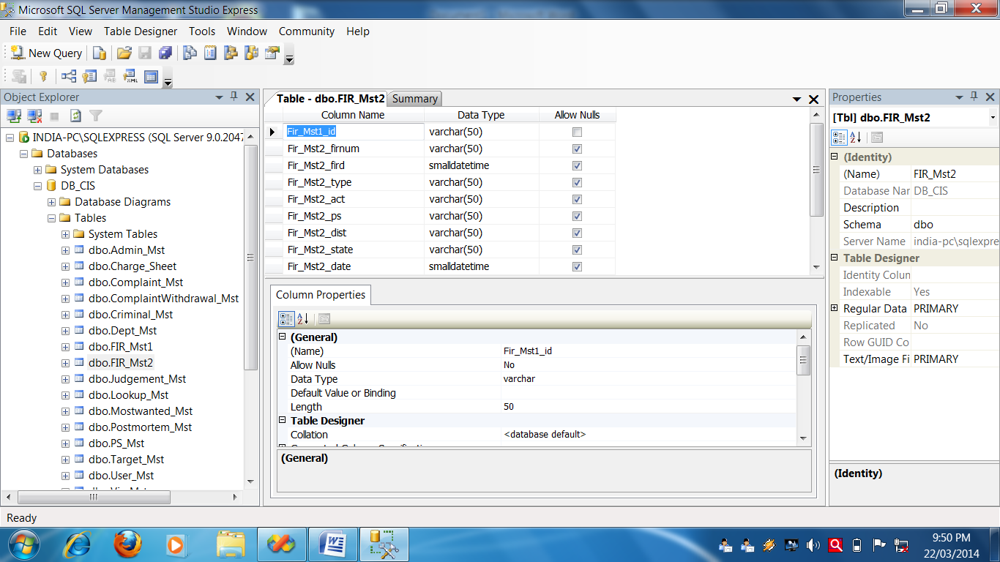 Microsoft SQL Server Management Studio Express
File Edit View Table Designer Tools Window Community Help
New Query
Object Explorer
INDIA-PC\SQLEXPRESS (SQL Server 9.0.2047
Databases
System Databases
DB_CIS
Database Diagrams
Tables
System Tables
dbo.Admin_Mst
dbo.Charge_Sheet
dbo.Complaint_Mst
dbo.ComplaintWithdrawal_Mst
dbo.Criminal_Mst
dbo.Dept_Mst
dbo.FIR_Mst1
dbo.FIR_Mst2
dbo.Judgement_Mst
dbo.Lookup_Mst
dbo.Mostwanted_Mst
dbo.Postmortem_Mst
dbo.PS_Mst
dbo.Target_Mst
dbo.User_Mst
Table - dbo.FIR_Mst2 Summary
Column Name Data Type Allow Nulls
Fir_Mst1_id varchar(50)
Fir_Mst2_firnum varchar(50)
Fir_Mst2_fird smalldatetime
Fir_Mst2_type varchar(50)
Fir_Mst2_act varchar(50)
Fir_Mst2_ps varchar(50)
Fir_Mst2_dist varchar(50)
Fir_Mst2_state varchar(50)
Fir_Mst2_date smalldatetime
Column Properties
(General)
(Name) Fir_Mst1_id
Allow Nulls No
Data Type varchar
Default Value or Binding
Length 50
Table Designer
Collation <database default>
(General)
Properties
[Tbl] dbo.FIR_Mst2
(Identity)
(Name) FIR_Mst2
Database Nar DB_CIS
Description
Schema dbo
Server Name india-pc\sqlexpre
Table Designer
Identity Colun
Indexable Yes
Regular Data PRIMARY
Replicated No
Row GUID Co
Text/Image Fi PRIMARY
(Identity)
Ready
9:50 PM
22/03/2014